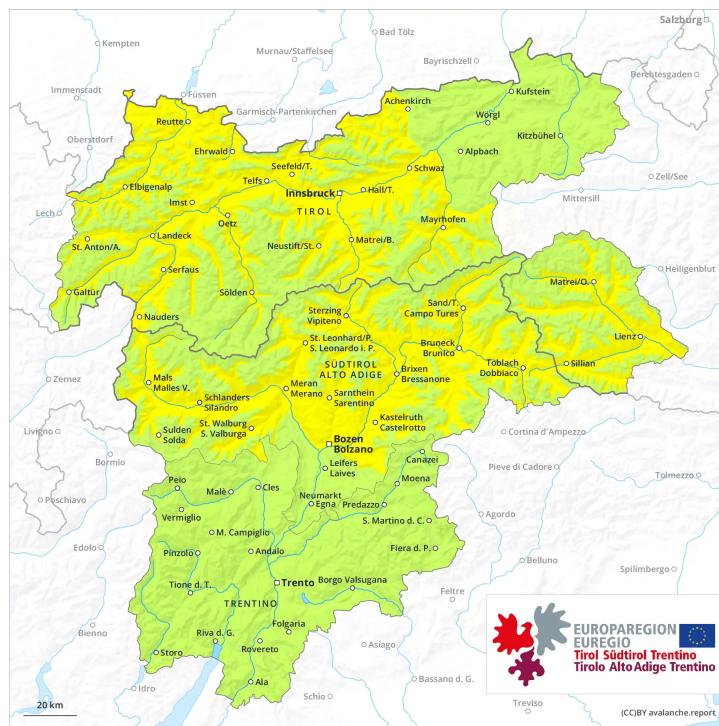 Salzburg
Kempten
Bad Tölz
Murnau/Staffelsee
Bayrischzell
Berchtesgaden
Immenstadt
Füssen
Garmisch-Partenkirchen
Achenkirch
Kufstein
Reutte
Wörgl
Oberstdorf
Ehrwald
Kitzbühel
Seefeld/T.
Alpbach
Telfs
Schwaz
Zell/See
Elbigenalp
Innsbruck
Hall/T.
Mittersill
Imst
Lech
TIROL
Oetz
Mayrhofen
Landeck
St. Anton/A.
Neustift/St.
Matrei/B.
Heiligenblut
Serfaus
Matrei/O.
Galtür
Sölden
Sand/T.
Campo Tures
Nauders
Sterzing
Vipiteno
Lienz
St. Leonhard/P.
S. Leonardo i. P.
Bruneck
Brunico
Sillian
SÜDTIROL
ALTO ADIGE
Toblach
Dobbiaco
Zernez
Mals
Malles V.
Meran
Merano
Brixen
Bressanone
Schlanders
Silandro
Sarnthein
Sarentino
St. Walburg
S. Valburga
Kastelruth
Castelrotto
Livigno
Sulden
Solda
Bozen
Bolzano
Cortina d'Ampezzo
Bormio
Canazei
Leifers
Laives
Pieve di Cadore
Tolmezzo
Peio
Cles
Moena
Malè
Neumarkt
Egna
Predazzo
Poschiavo
Vermiglio
S. Martino d. C.
Agordo
M. Campiglio
Edolo
Pinzolo
Andalo
Fiera d. P.
Belluno
Spilimbergo
Tione d. T.
Trento
Borgo Valsugana
Feltre
TRENTINO
Folgaria
Bienno
Riva d. G.
Storo
Rovereto
Asiago
Ala
Bassano d. G.
Idro
Schio
Treviso
EUROPAREGION
EUREGIO
Tirol Südtirol Trentino
Tirolo Alto Adige Trentino
20 km
(CC)BY avalanche.report